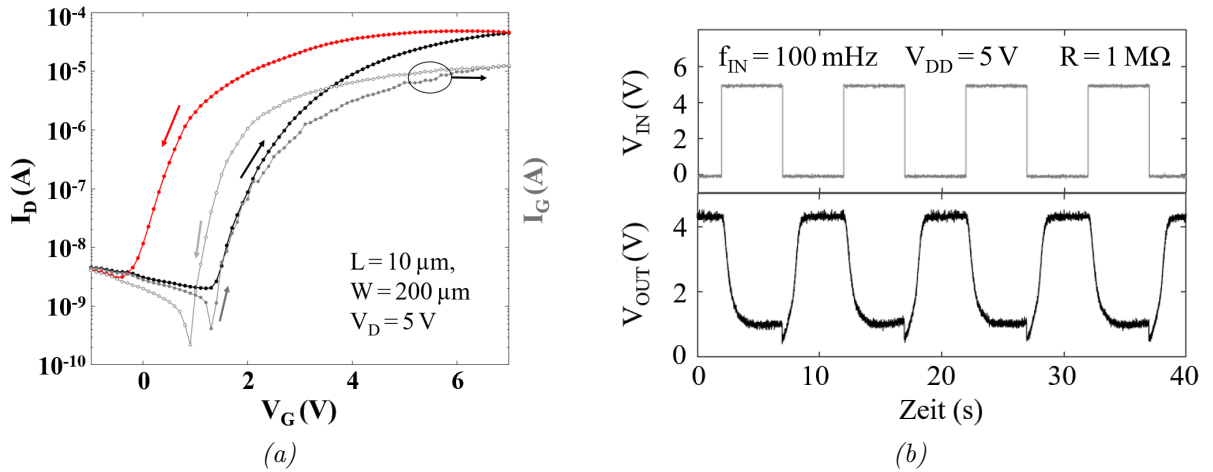 10⁻⁴
10⁻⁵
10⁻⁶
10⁻⁷
10⁻⁸
10⁻⁹
10⁻¹⁰
I_D (A)
I_G (A)
L = 10 µm,
W = 200 µm
V_D = 5 V
0 2 4 6
V_G (V)
(a)
f_IN = 100 mHz V_DD = 5 V R = 1 MΩ
6
4
2
0
V_IN (V)
4
2
0
V_OUT (V)
0 10 20 30 40
Zeit (s)
(b)